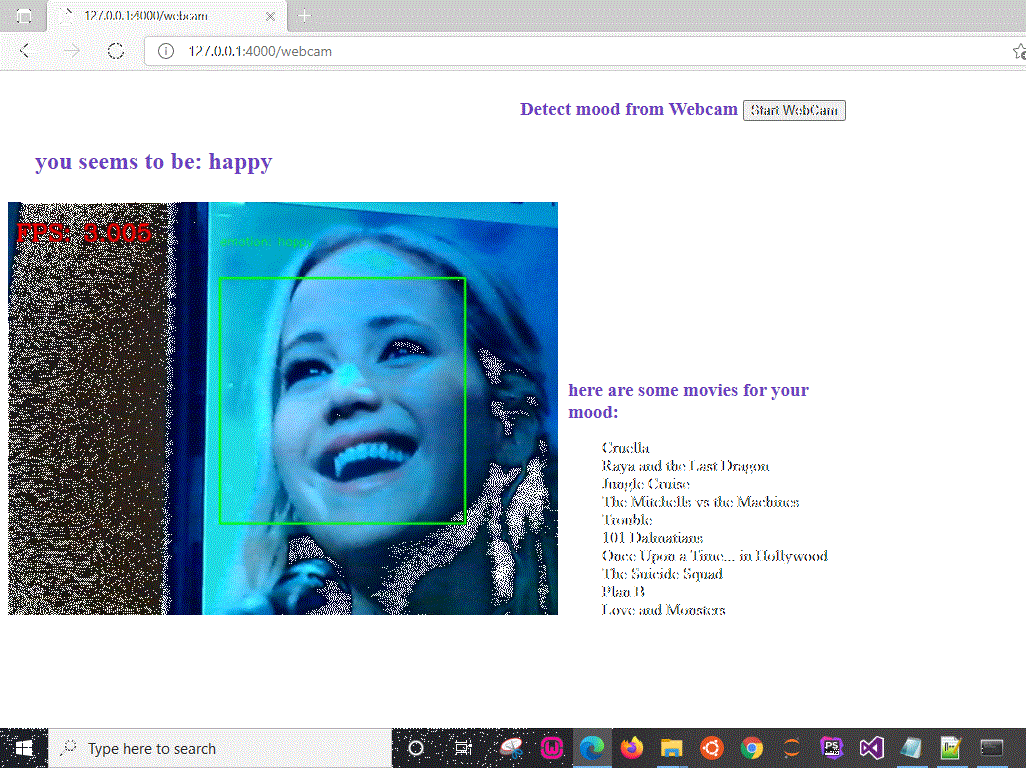 127.0.0.1:4000/webcam
127.0.0.1:4000/webcam
Detect mood from Webcam Start WebCam
you seems to be: happy
FPS: 3.005
emotion: happy
here are some movies for your
mood:
Cruella
Raya and the Last Dragon
Jungle Cruise
The Mitchells vs the Machines
Trouble
101 Dalmatians
Once Upon a Time... in Hollywood
The Suicide Squad
Plan B
Love and Monsters
Type here to search